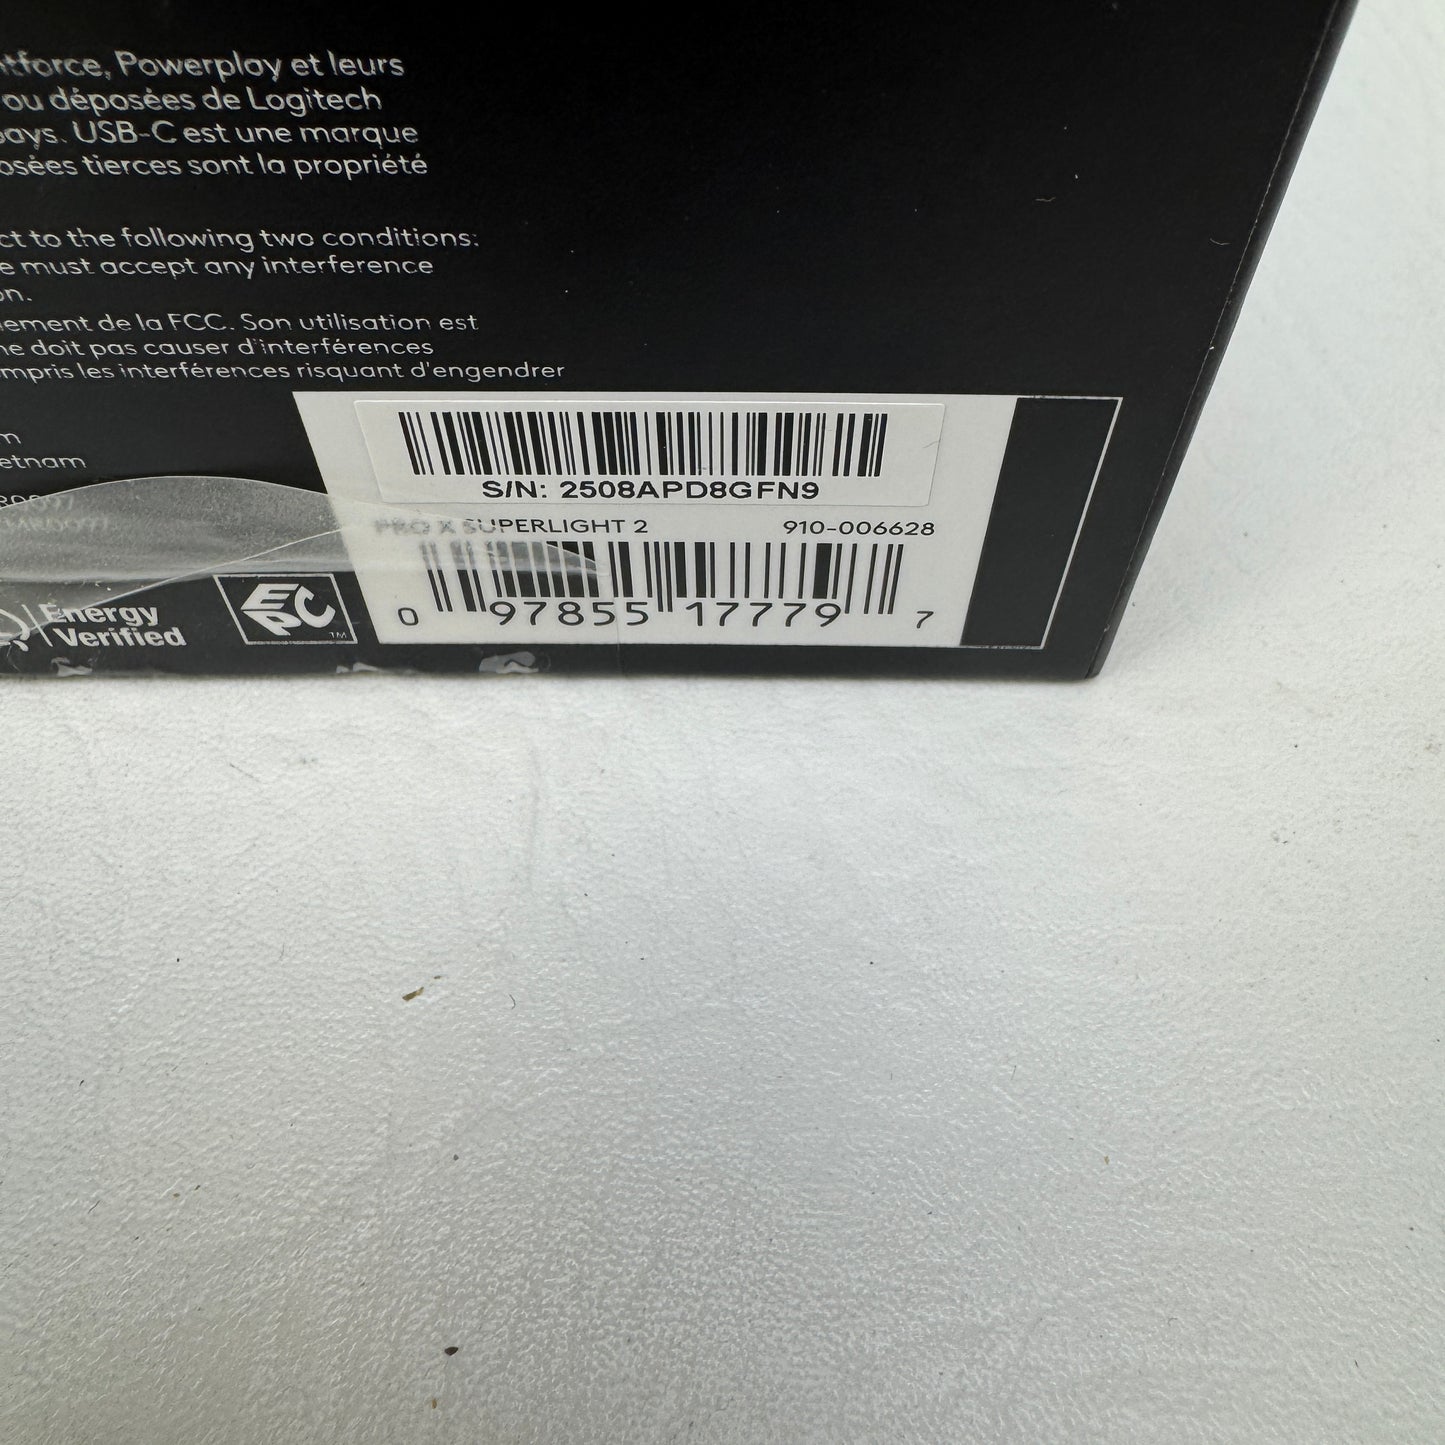 tforce, Powerplay et leurs
ou déposées de Logitech
pays. USB-C est une marque
osées tierces sont la propriété
ct to the following two conditions:
e must accept any interference
on.
lement de la FCC. Son utilisation est
ne doit pas causer d'interférences
mpris les interférences risquant d'engendrer
m
etnam
S/N: 2508APD8GFN9
PRO X SUPERLIGHT 2 910-006628
0 97855 17779 7
Energy
Verified
EPC
TM